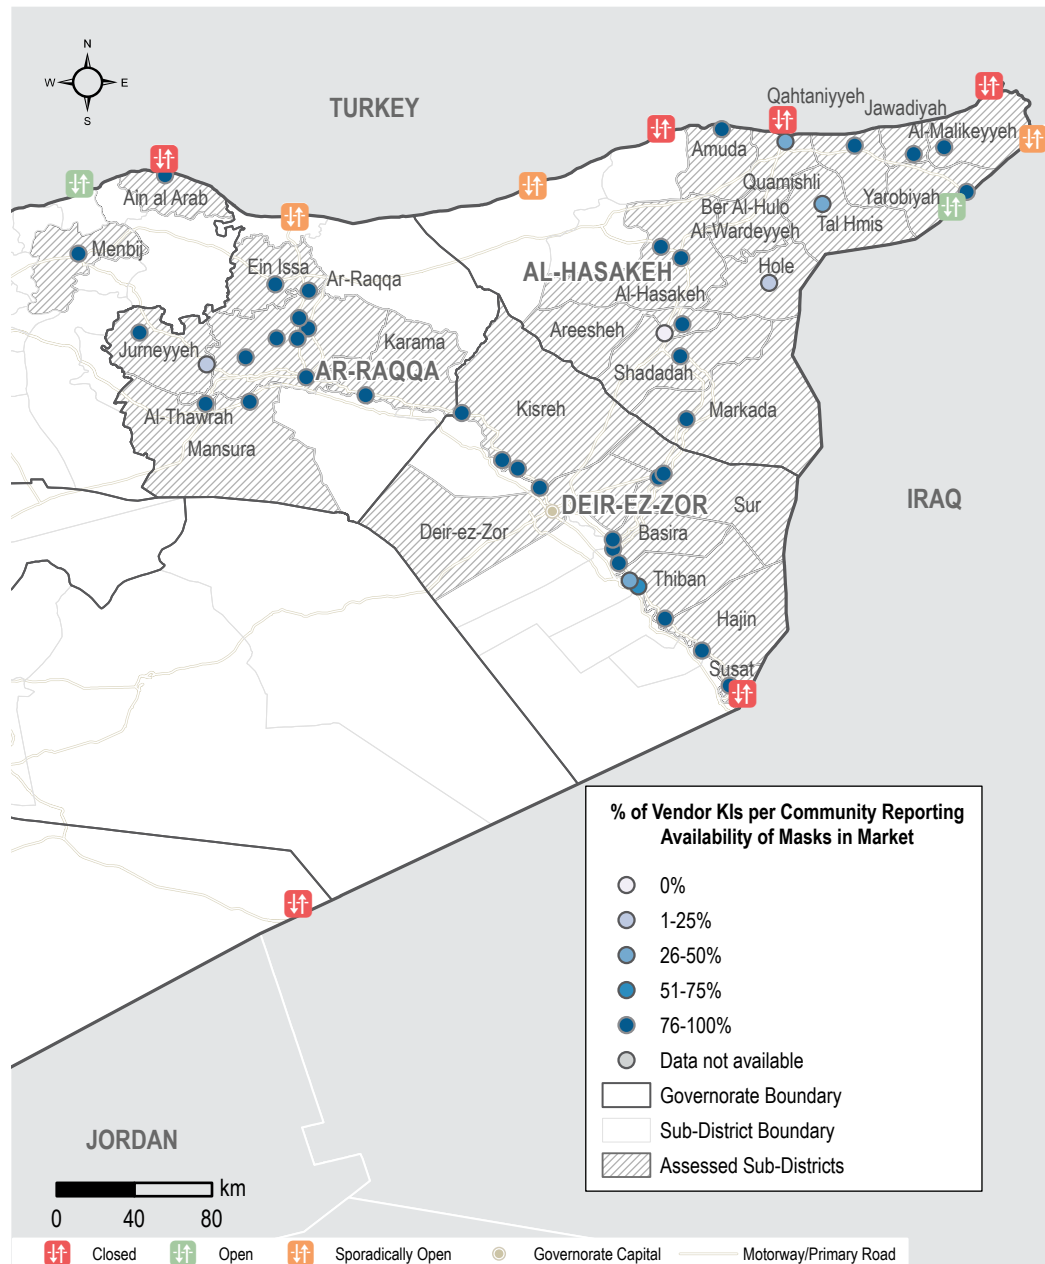 N
W
E
S
TURKEY
Qahtaniyyeh
Jawadiyah
Al-Malikeyyeh
Amuda
Ain al Arab
Quamishli
Yarobiyah
Ber Al-Hulo
Tal Hmis
Al-Wardeyyeh
Menbij
Hole
AL-HASAKEH
Ein Issa
Ar-Raqqa
Al-Hasakeh
Areesheh
Karama
Jurneyyeh
AR-RAQQA
Shadadah
Kisreh
Markada
Al-Thawrah
Mansura
IRAQ
DEIR-EZ-ZOR
Sur
Deir-ez-Zor
Basira
Thiban
Hajin
Susat
% of Vendor KIs per Community Reporting
Availability of Masks in Market
0%
1-25%
26-50%
51-75%
76-100%
Data not available
Governorate Boundary
Sub-District Boundary
Assessed Sub-Districts
JORDAN
km
0 40 80
Closed Open Sporadically Open Governorate Capital Motorway/Primary Road